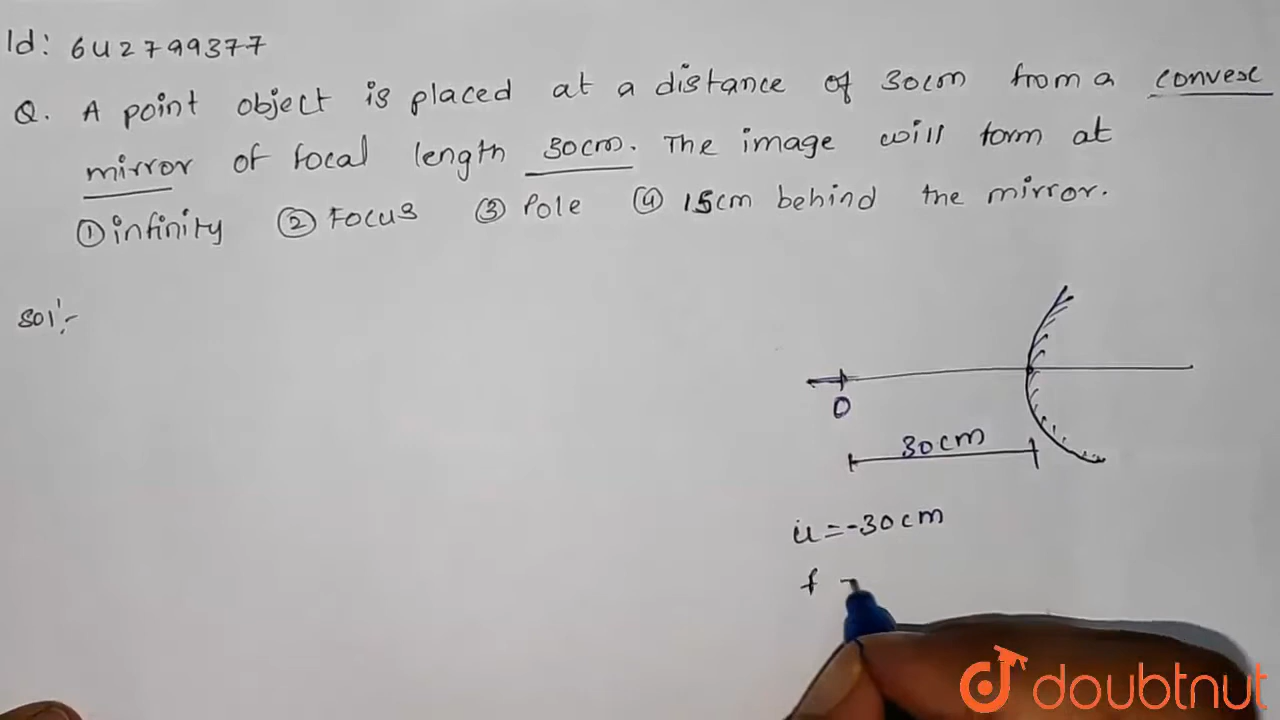 Id: 642799377
Q. A point object is placed at a distance of 30cm from a convex
mirror of focal length 30cm. The image will form at
① infinity ② Focus ③ Pole ④ 15cm behind the mirror.
Sol:-
O
30cm
u = -30cm
f
doubtnut